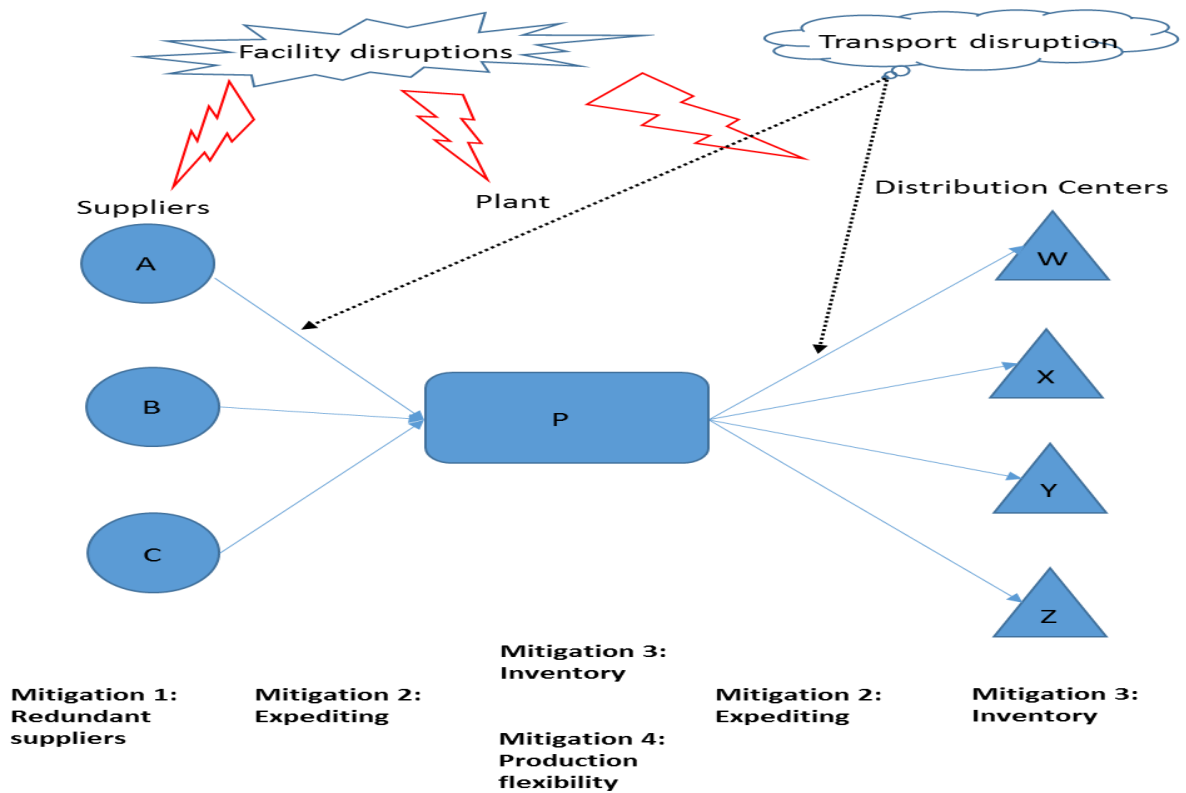 Facility disruptions
Transport disruption
Suppliers
Plant
Distribution Centers
A
B
C
P
W
X
Y
Z
Mitigation 1:
Redundant
suppliers
Mitigation 2:
Expediting
Mitigation 3:
Inventory
Mitigation 4:
Production
flexibility
Mitigation 2:
Expediting
Mitigation 3:
Inventory